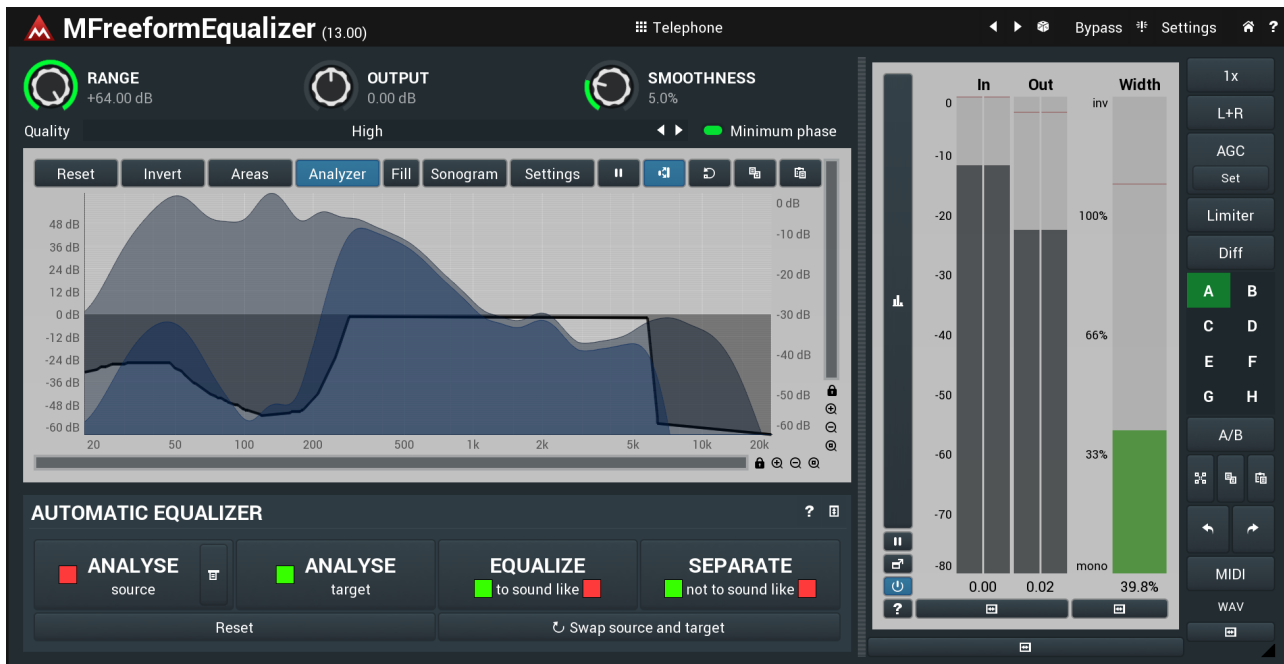 MFreeformEqualizer (13.00)
Telephone
Bypass Settings ?
RANGE
+64.00 dB
OUTPUT
0.00 dB
SMOOTHNESS
5.0%
Quality High Minimum phase
Reset Invert Areas Analyzer Fill Sonogram Settings
48 dB
36 dB
24 dB
12 dB
0 dB
-12 dB
-24 dB
-36 dB
-48 dB
-60 dB
0 dB
-10 dB
-20 dB
-30 dB
-40 dB
-50 dB
-60 dB
20 50 100 200 500 1k 2k 5k 10k 20k
AUTOMATIC EQUALIZER ?
ANALYSE
source
ANALYSE
target
EQUALIZE
to sound like
SEPARATE
not to sound like
Reset
Swap source and target
In Out Width
0
-10
-20
-30
-40
-50
-60
-70
-80
inv
100%
66%
33%
mono
0.00 0.02 39.8%
?
1x
L+R
AGC
Set
Limiter
Diff
A B
C D
E F
G H
A/B
MIDI
WAV